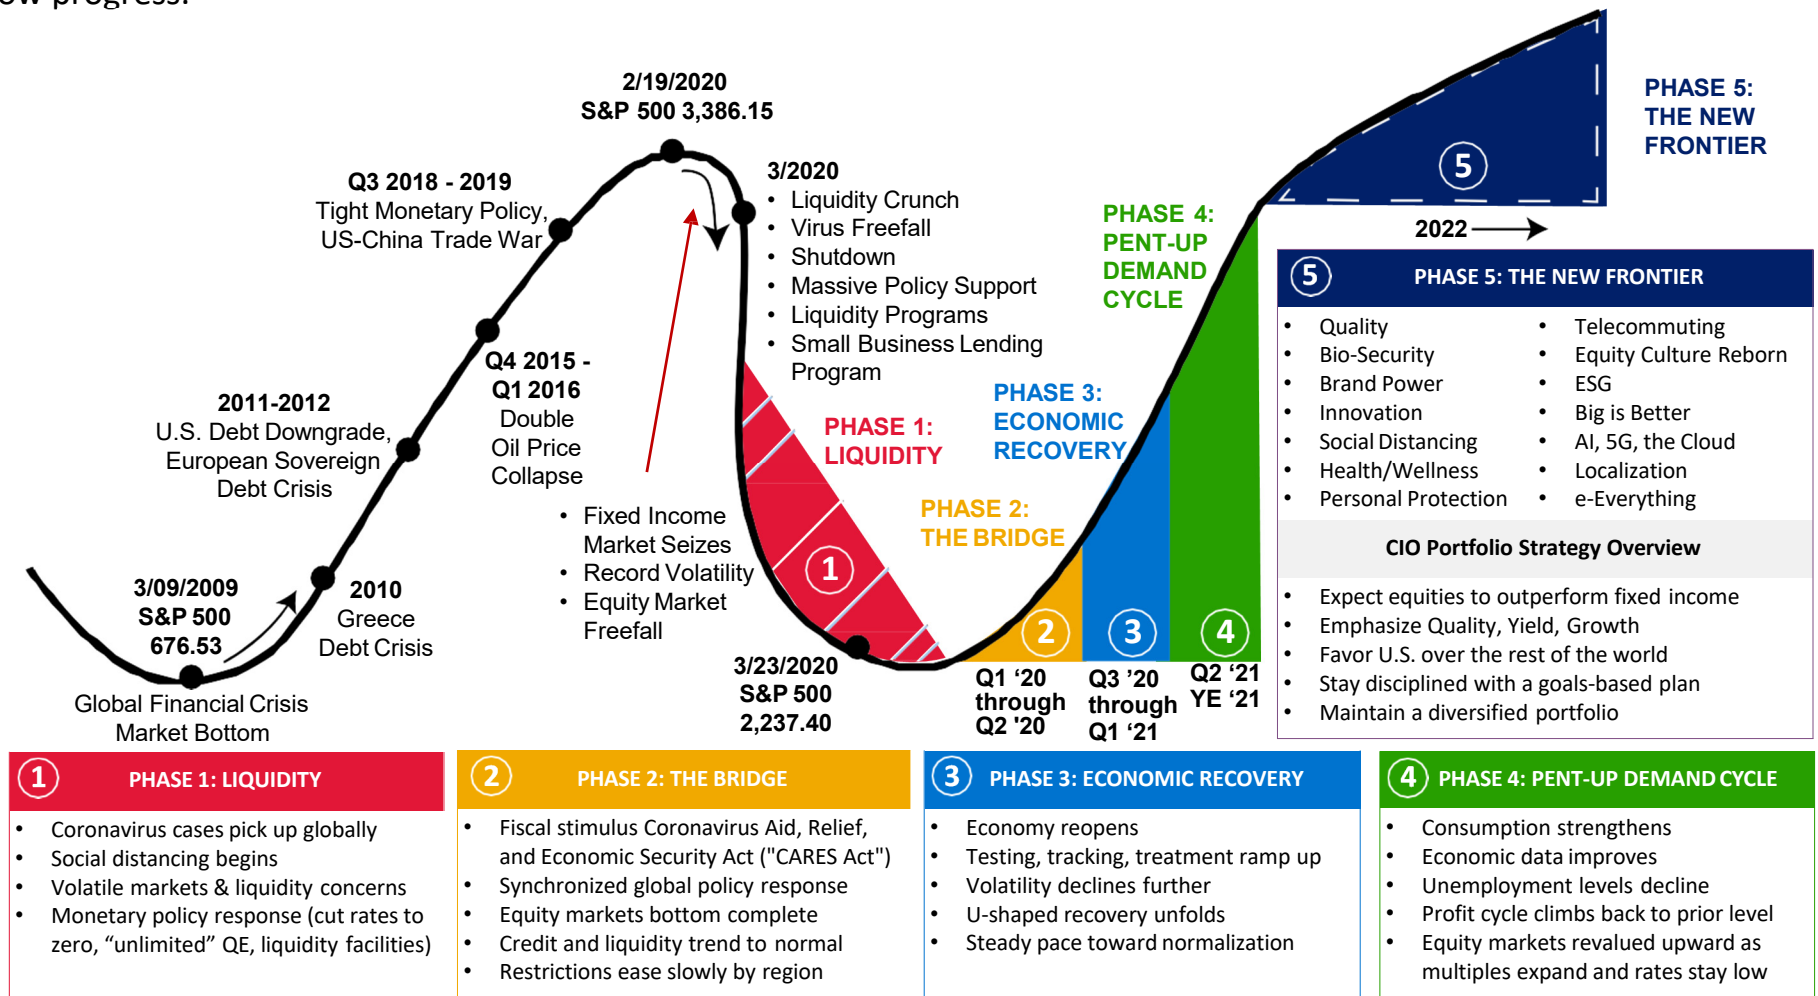 progress.
2/19/2020
S&P 500 3,386.15
Q3 2018 - 2019
Tight Monetary Policy,
US-China Trade War
3/2020
• Liquidity Crunch
• Virus Freefall
• Shutdown
• Massive Policy Support
• Liquidity Programs
• Small Business Lending
Program
Q4 2015 -
Q1 2016
Double
Oil Price
Collapse
2011-2012
U.S. Debt Downgrade,
European Sovereign
Debt Crisis
• Fixed Income
Market Seizes
• Record Volatility
• Equity Market
Freefall
3/09/2009
S&P 500
676.53
2010
Greece
Debt Crisis
Global Financial Crisis
Market Bottom
3/23/2020
S&P 500
2,237.40
PHASE 1:
LIQUIDITY
1
PHASE 2:
THE BRIDGE
2
Q1 ‘20
through
Q2 '20
PHASE 3:
ECONOMIC
RECOVERY
3
Q3 ’20
through
Q1 ‘21
PHASE 4:
PENT-UP
DEMAND
CYCLE
4
Q2 ‘21
YE ‘21
PHASE 5:
THE NEW
FRONTIER
5
2022
5 PHASE 5: THE NEW FRONTIER
• Quality
• Bio-Security
• Brand Power
• Innovation
• Social Distancing
• Health/Wellness
• Personal Protection
• Telecommuting
• Equity Culture Reborn
• ESG
• Big is Better
• AI, 5G, the Cloud
• Localization
• e-Everything
CIO Portfolio Strategy Overview
• Expect equities to outperform fixed income
• Emphasize Quality, Yield, Growth
• Favor U.S. over the rest of the world
• Stay disciplined with a goals-based plan
• Maintain a diversified portfolio
1 PHASE 1: LIQUIDITY
• Coronavirus cases pick up globally
• Social distancing begins
• Volatile markets & liquidity concerns
• Monetary policy response (cut rates to
zero, “unlimited” QE, liquidity facilities)
2 PHASE 2: THE BRIDGE
• Fiscal stimulus Coronavirus Aid, Relief,
and Economic Security Act ("CARES Act")
• Synchronized global policy response
• Equity markets bottom complete
• Credit and liquidity trend to normal
• Restrictions ease slowly by region
3 PHASE 3: ECONOMIC RECOVERY
• Economy reopens
• Testing, tracking, treatment ramp up
• Volatility declines further
• U-shaped recovery unfolds
• Steady pace toward normalization
4 PHASE 4: PENT-UP DEMAND CYCLE
• Consumption strengthens
• Economic data improves
• Unemployment levels decline
• Profit cycle climbs back to prior level
• Equity markets revalued upward as
multiples expand and rates stay low